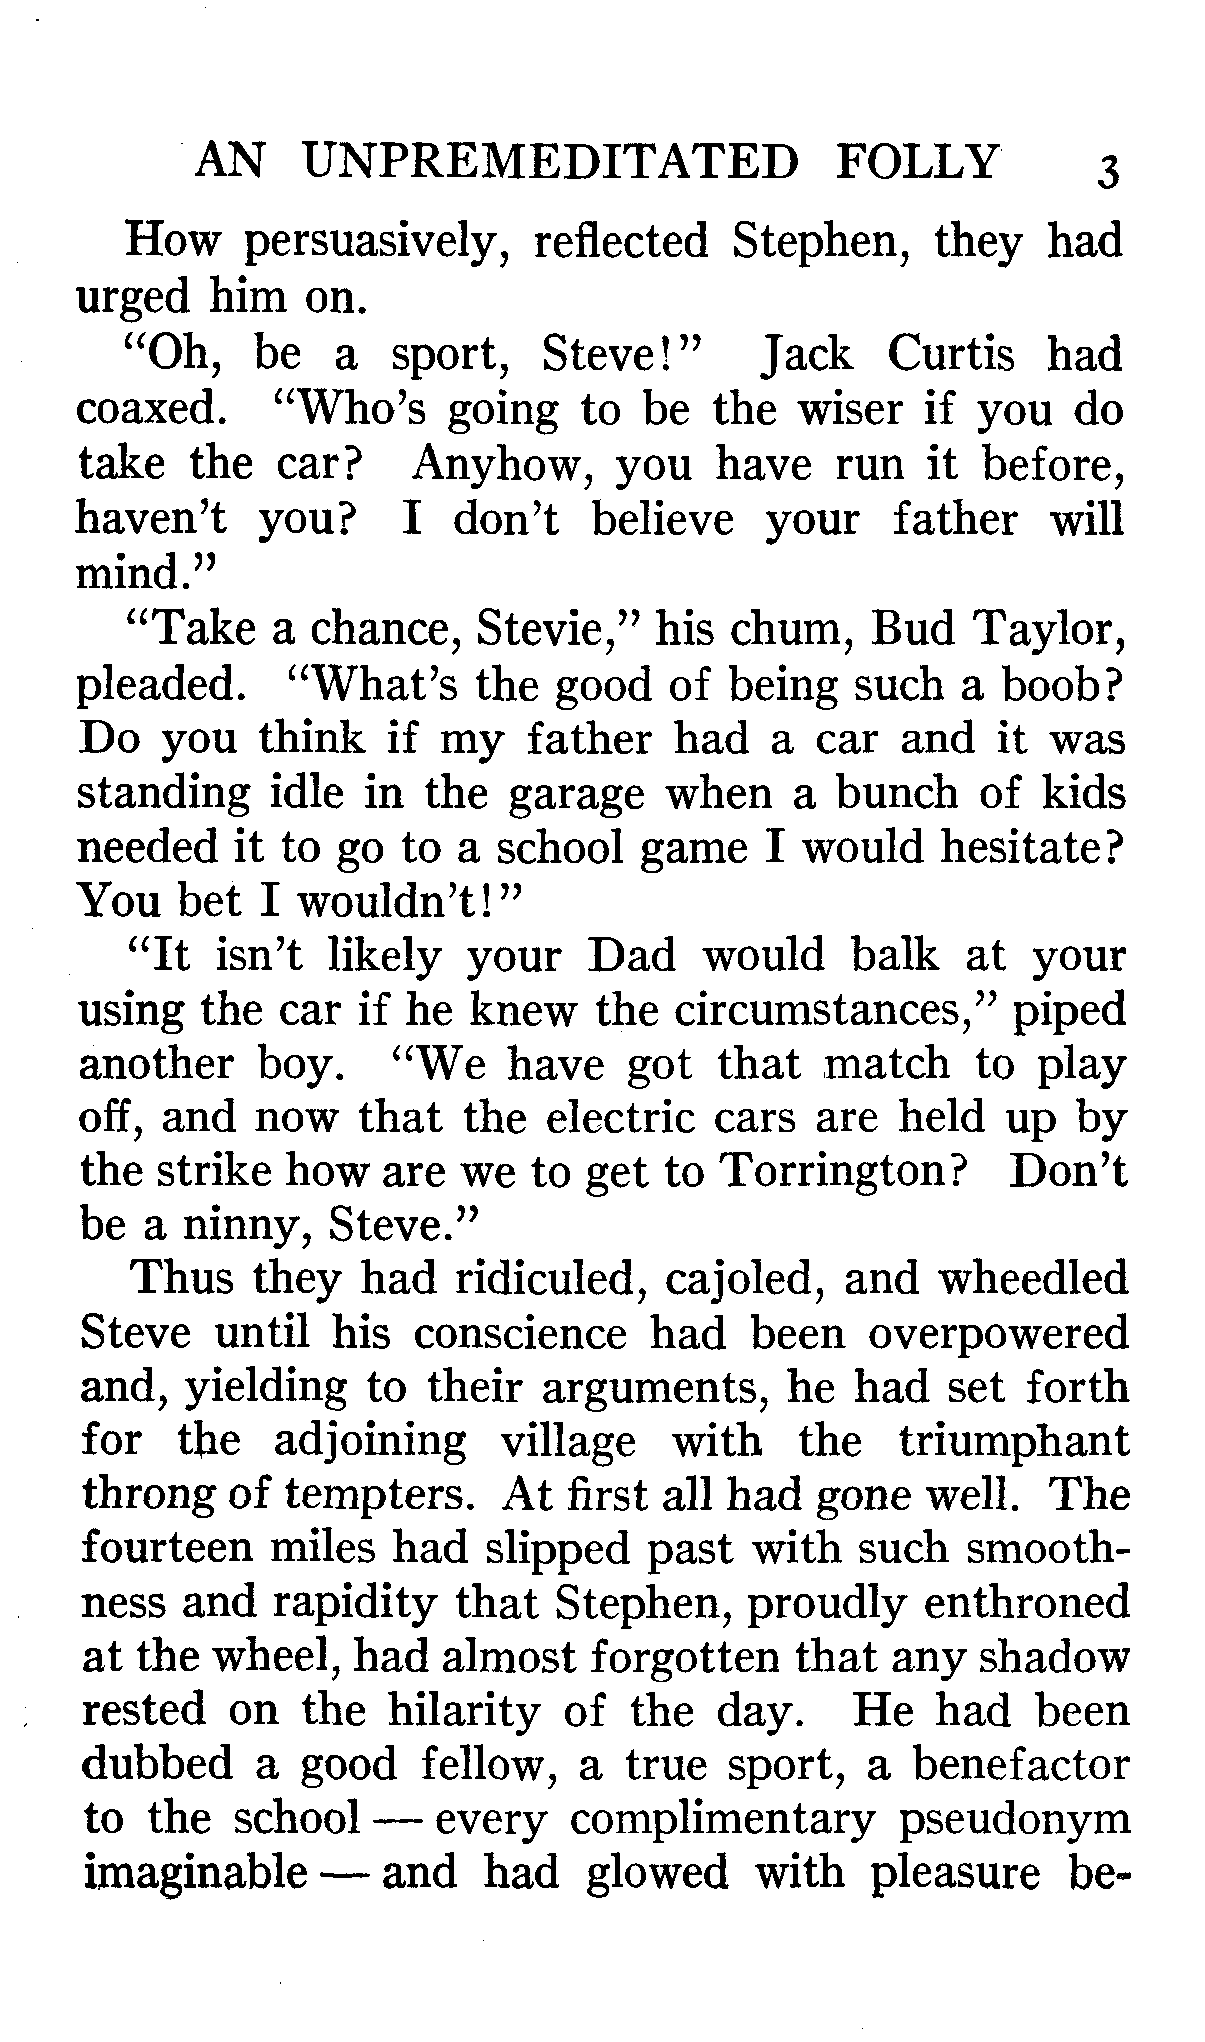 AN UNPREMEDITATED FOLLY 3
How persuasively, reflected Stephen, they had
urged him on.
"Oh, be a sport, Steve!" Jack Curtis had
coaxed. "Who's going to be the wiser if you do
take the car? Anyhow, you have run it before,
haven't you? I don't believe your father will
mind."
"Take a chance, Stevie," his chum, Bud Taylor,
pleaded. "What's the good of being such a boob?
Do you think if my father had a car and it was
standing idle in the garage when a bunch of kids
needed it to go to a school game I would hesitate?
You bet I wouldn't!"
"It isn't likely your Dad would balk at your
using the car if he knew the circumstances," piped
another boy. "We have got that match to play
off, and now that the electric cars are held up by
the strike how are we to get to Torrington? Don't
be a ninny, Steve."
Thus they had ridiculed, cajoled, and wheedled
Steve until his conscience had been overpowered
and, yielding to their arguments, he had set forth
for the adjoining village with the triumphant
throng of tempters. At first all had gone well. The
fourteen miles had slipped past with such smooth-
ness and rapidity that Stephen, proudly enthroned
at the wheel, had almost forgotten that any shadow
rested on the hilarity of the day. He had been
dubbed a good fellow, a true sport, a benefactor
to the school — every complimentary pseudonym
imaginable — and had glowed with pleasure be-